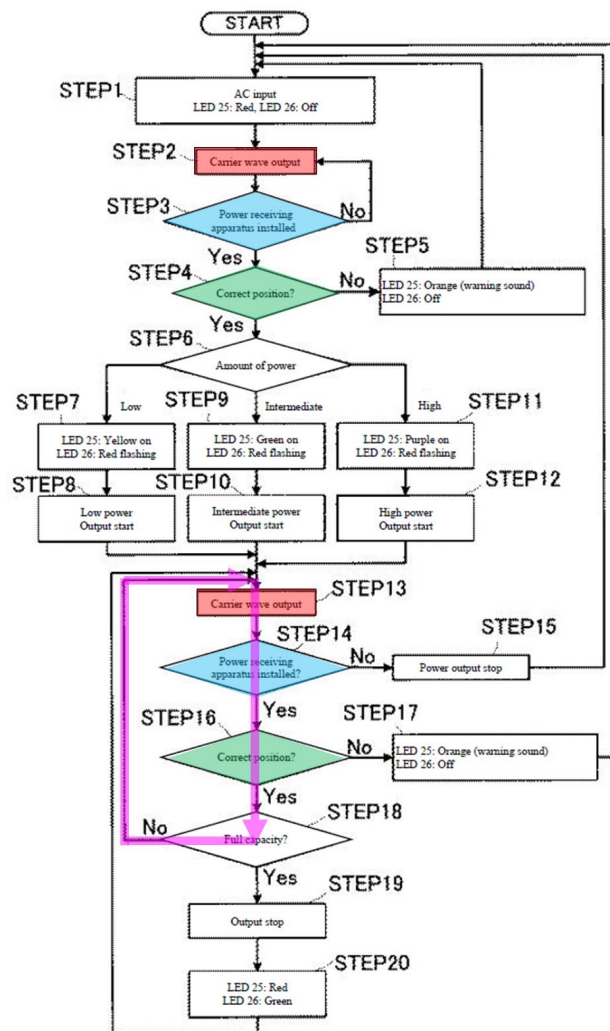 START
STEP1
AC input
LED 25: Red, LED 26: Off
STEP2
Carrier wave output
STEP3
Power receiving
apparatus installed
No
Yes
STEP4
Correct position?
No
STEP5
LED 25: Orange (warning sound)
LED 26: Off
Yes
STEP6
Amount of power
Low
Intermediate
High
STEP7
LED 25: Yellow on
LED 26: Red flashing
STEP9
LED 25: Green on
LED 26: Red flashing
STEP11
LED 25: Purple on
LED 26: Red flashing
STEP8
Low power
Output start
STEP10
Intermediate power
Output start
STEP12
High power
Output start
STEP13
Carrier wave output
STEP14
Power receiving
apparatus installed?
No
STEP15
Power output stop
Yes
STEP16
Correct position?
No
STEP17
LED 25: Orange (warning sound)
LED 26: Off
Yes
STEP18
Full capacity?
No
Yes
STEP19
Output stop
STEP20
LED 25: Red
LED 26: Green